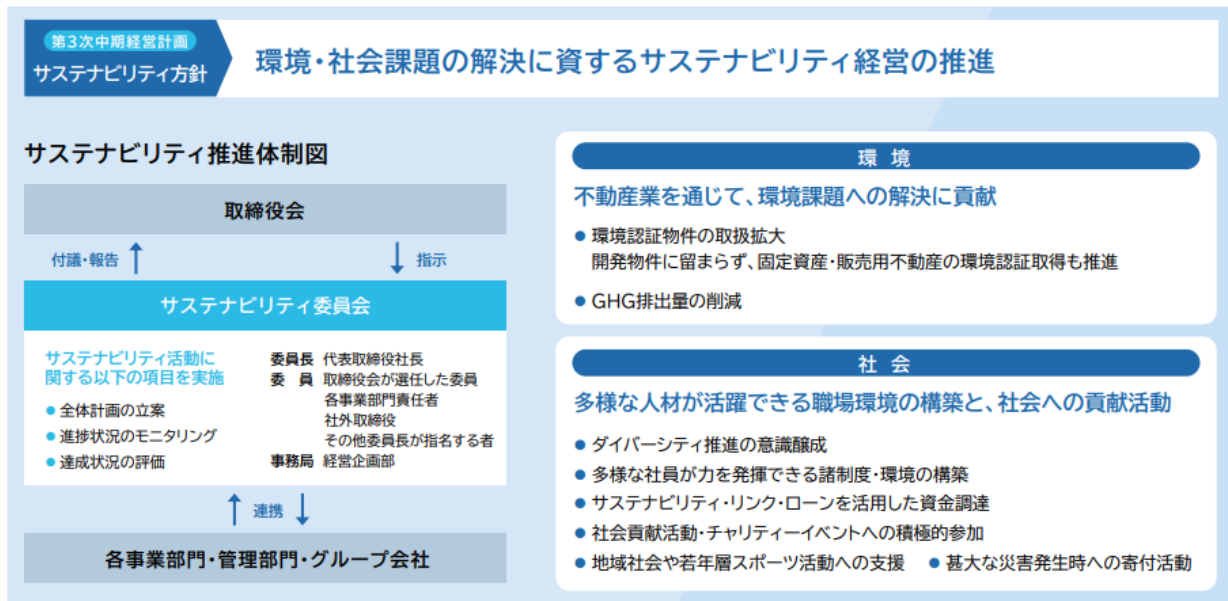 第3次中期経営計画
サステナビリティ方針
環境・社会課題の解決に資するサステナビリティ経営の推進
サステナビリティ推進体制図
取締役会
付議・報告
指示
サステナビリティ委員会
サステナビリティ活動に
関する以下の項目を実施
● 全体計画の立案
● 進捗状況のモニタリング
● 達成状況の評価
委員長 代表取締役社長
委 員 取締役会が選任した委員
各事業部門責任者
社外取締役
その他委員長が指名する者
事務局 経営企画部
連携
各事業部門・管理部門・グループ会社
環 境
不動産業を通じて、環境課題への解決に貢献
● 環境認証物件の取扱拡大
開発物件に留まらず、固定資産・販売用不動産の環境認証取得も推進
● GHG排出量の削減
社 会
多様な人材が活躍できる職場環境の構築と、社会への貢献活動
● ダイバーシティ推進の意識醸成
● 多様な社員が力を発揮できる諸制度・環境の構築
● サステナビリティ・リンク・ローンを活用した資金調達
● 社会貢献活動・チャリティーイベントへの積極的参加
● 地域社会や若年層スポーツ活動への支援 ● 甚大な災害発生時への寄付活動